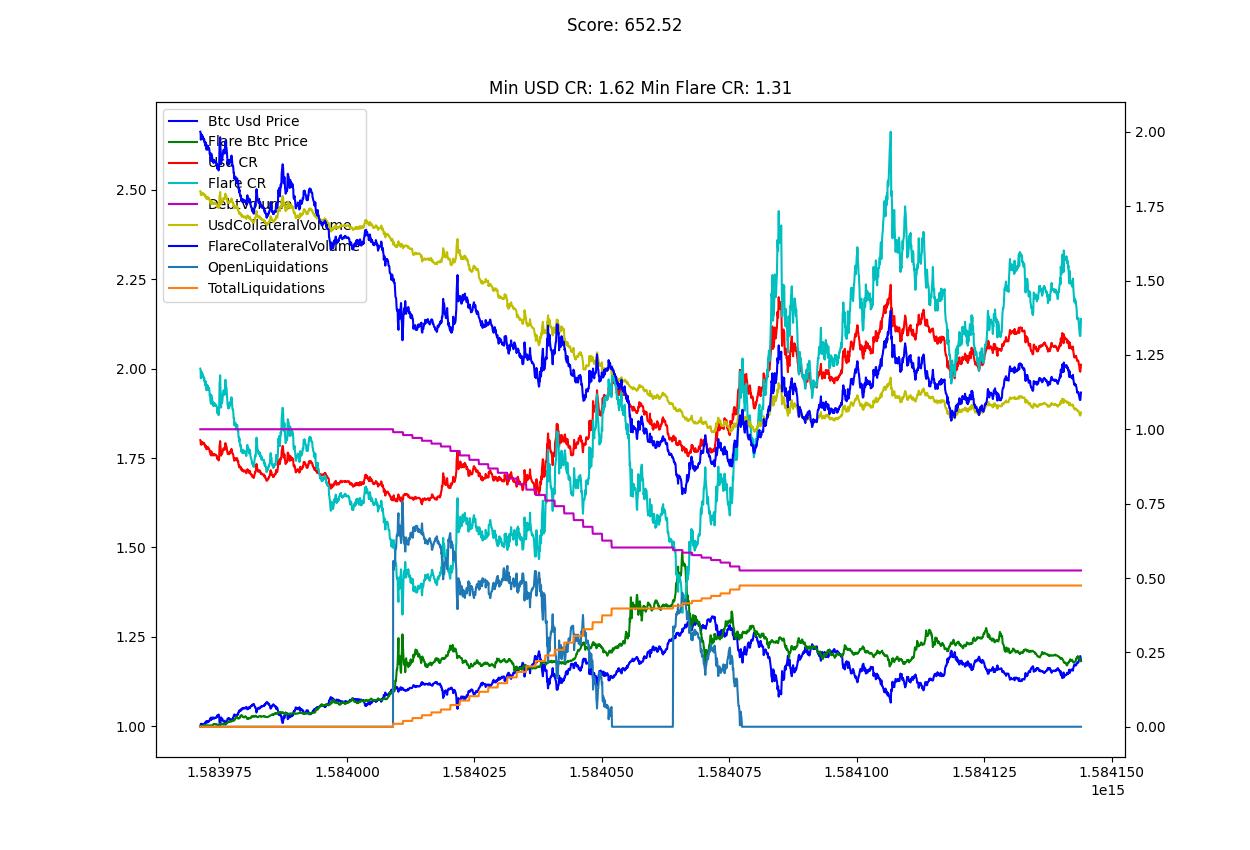 Score: 652.52
Min USD CR: 1.62 Min Flare CR: 1.31
Btc Usd Price
Flare Btc Price
Usd CR
Flare CR
DebtVolume
UsdCollateralVolume
FlareCollateralVolume
OpenLiquidations
TotalLiquidations
2.50
2.25
2.00
1.75
1.50
1.25
1.00
2.00
1.75
1.50
1.25
1.00
0.75
0.50
0.25
0.00
1.583975
1.584000
1.584025
1.584050
1.584075
1.584100
1.584125
1.584150
1e15